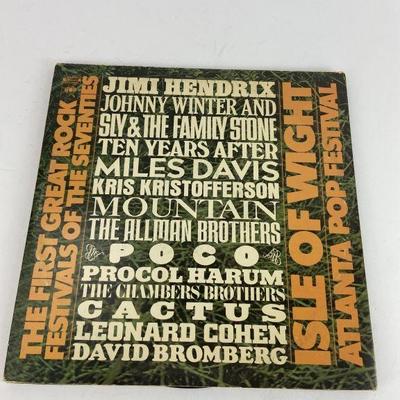 THE FIRST GREAT ROCK
FESTIVALS OF THE SEVENTIES
JIMI HENDRIX
JOHNNY WINTER AND
SLY & THE FAMILY STONE
TEN YEARS AFTER
MILES DAVIS
KRIS KRISTOFFERSON
MOUNTAIN
THE ALLMAN BROTHERS
POCO
PROCOL HARUM
THE CHAMBERS BROTHERS
CACTUS
LEONARD COHEN
DAVID BROMBERG
ISLE OF WIGHT
ATLANTA POP FESTIVAL